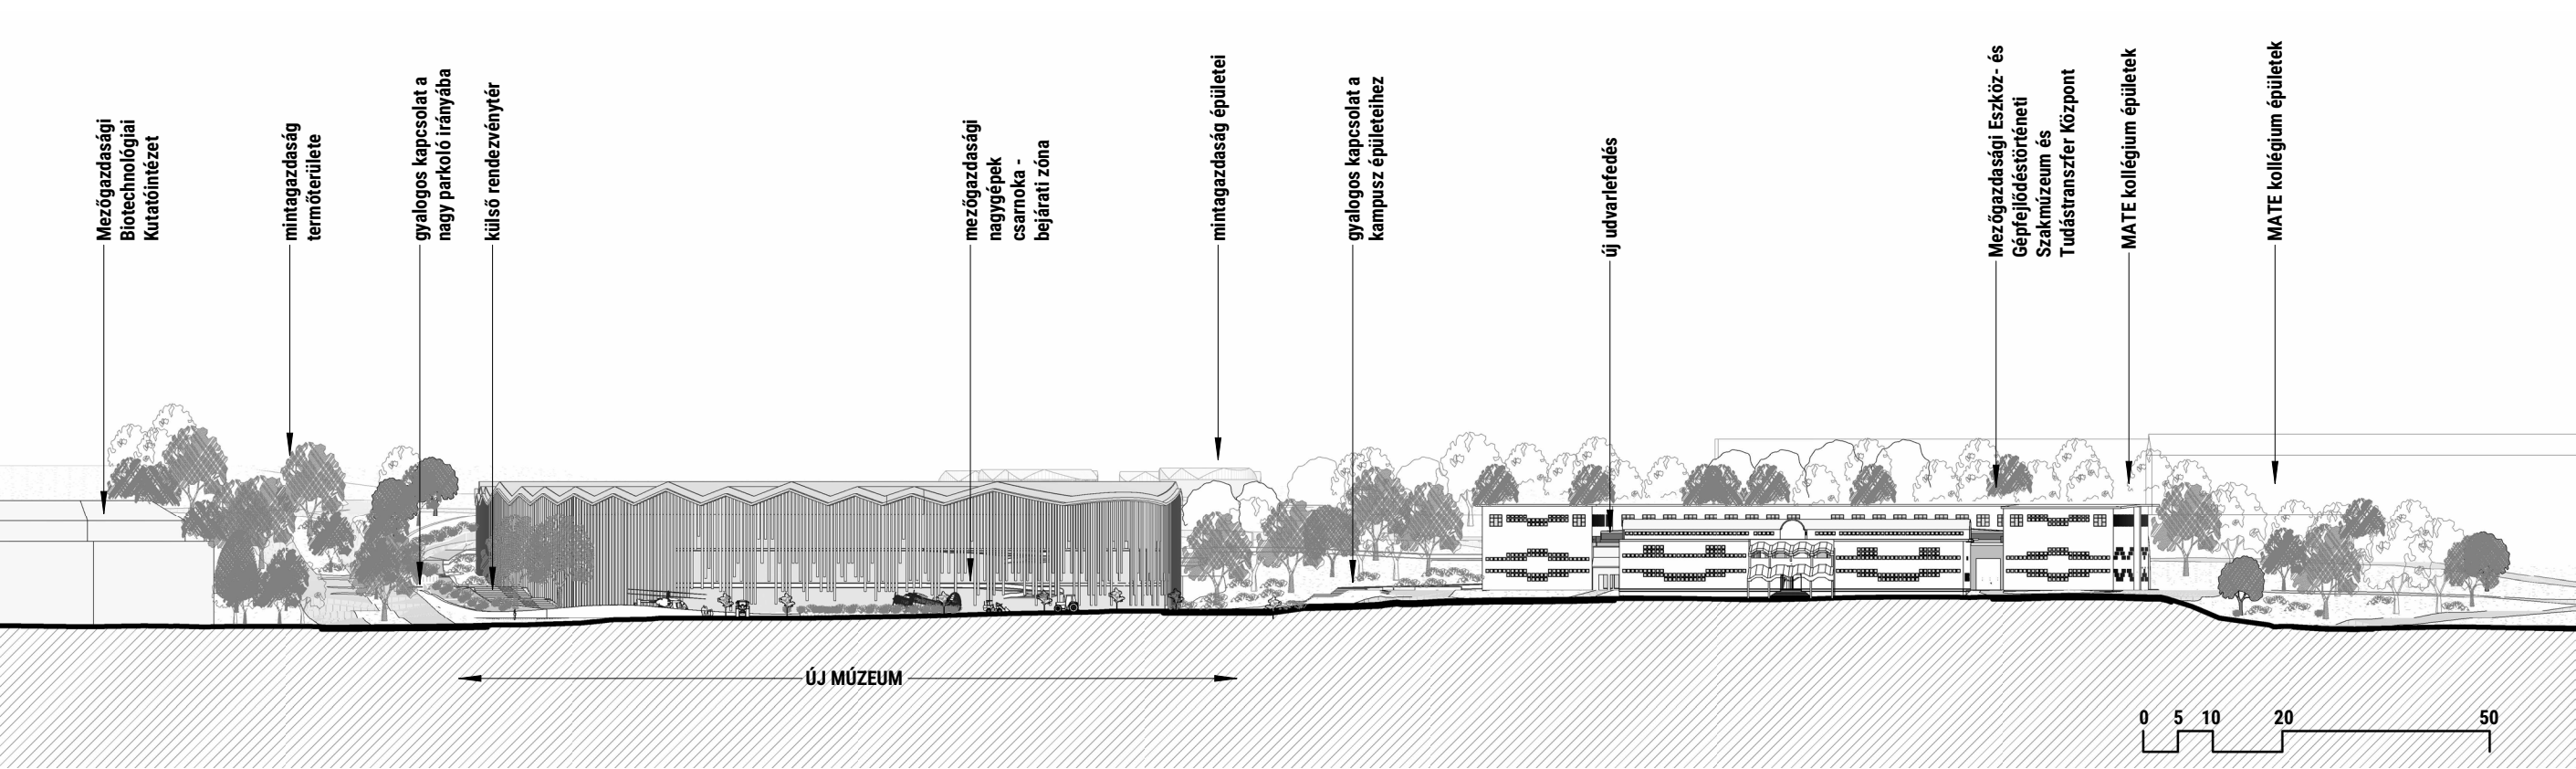 Mezőgazdasági
Biotechnológiai
Kutatóintézet
mintagazdaság
termőterülete
gyalogos kapcsolat a
nagy parkoló irányába
külső rendezvénytér
mezőgazdasági
nagygépek
csarnoka -
bejárati zóna
mintagazdaság épületei
gyalogos kapcsolat a
kampusz épületeihez
új udvarlefedés
Mezőgazdasági Eszköz- és
Gépfejlődéstörténeti
Szakmúzeum és
Tudástranszfer Központ
MATE kollégium épületek
MATE kollégium épületek
ÚJ MÚZEUM
0 5 10 20 50